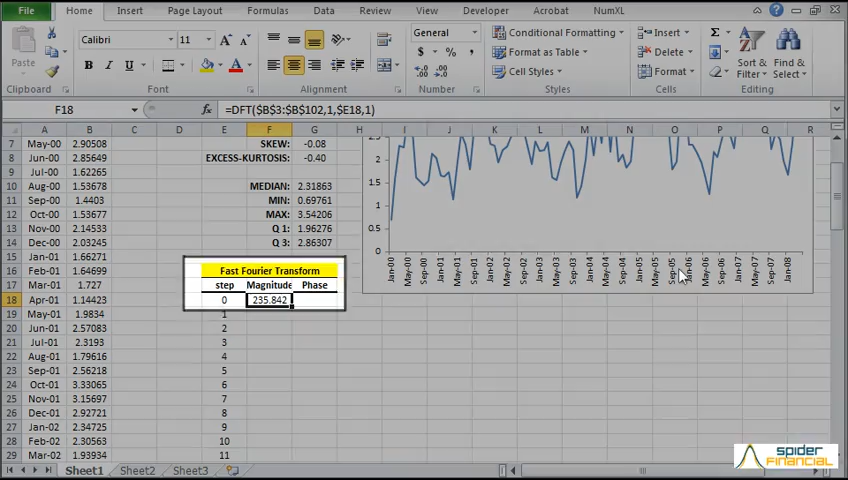 File Home Insert Page Layout Formulas Data Review View Developer Acrobat NumXL
Calibri 11 General Conditional Formatting Insert Σ
Paste B I U $ % , Format as Table Delete Sort & Find &
Cell Styles Format Filter Select
Clipboard Font Alignment Number Styles Cells Editing
F18 fx =DFT($B$3:$B$102,1,$E18,1)
A B C D E F G H I J K L M N O P Q R
7 May-00 2.90508 SKEW: -0.08 2.5
8 Jun-00 2.85649 EXCESS-KURTOSIS: -0.40
9 Jul-00 1.62265 2
10 Aug-00 1.53678 MEDIAN: 2.31863
11 Sep-00 1.4403 MIN: 0.69761 1.5
12 Oct-00 1.53677 MAX: 3.54206 1
13 Nov-00 2.14533 Q 1: 1.96276
14 Dec-00 2.03245 Q 3: 2.86307 0.5
15 Jan-01 1.66271 0
16 Feb-01 1.64699 Fast Fourier Transform
17 Mar-01 1.727 step Magnitude Phase
18 Apr-01 1.14423 0 235.842
Jan-00 May-00 Sep-00 Jan-01 May-01 Sep-01 Jan-02 May-02 Sep-02 Jan-03 May-03 Sep-03 Jan-04 May-04 Sep-04 Jan-05 May-05 Sep-05 Jan-06 May-06 Sep-06 Jan-07 May-07 Sep-07 Jan-08
19 May-01 1.9834 1
20 Jun-01 2.57083 2
21 Jul-01 2.3193 3
22 Aug-01 1.79616 4
23 Sep-01 2.56218 5
24 Oct-01 3.33065 6
25 Nov-01 3.15697 7
26 Dec-01 2.92721 8
27 Jan-02 2.34725 9
28 Feb-02 2.30563 10
29 Mar-02 1.93954 11
Sheet1 Sheet2 Sheet3
spider
FINANCIAL